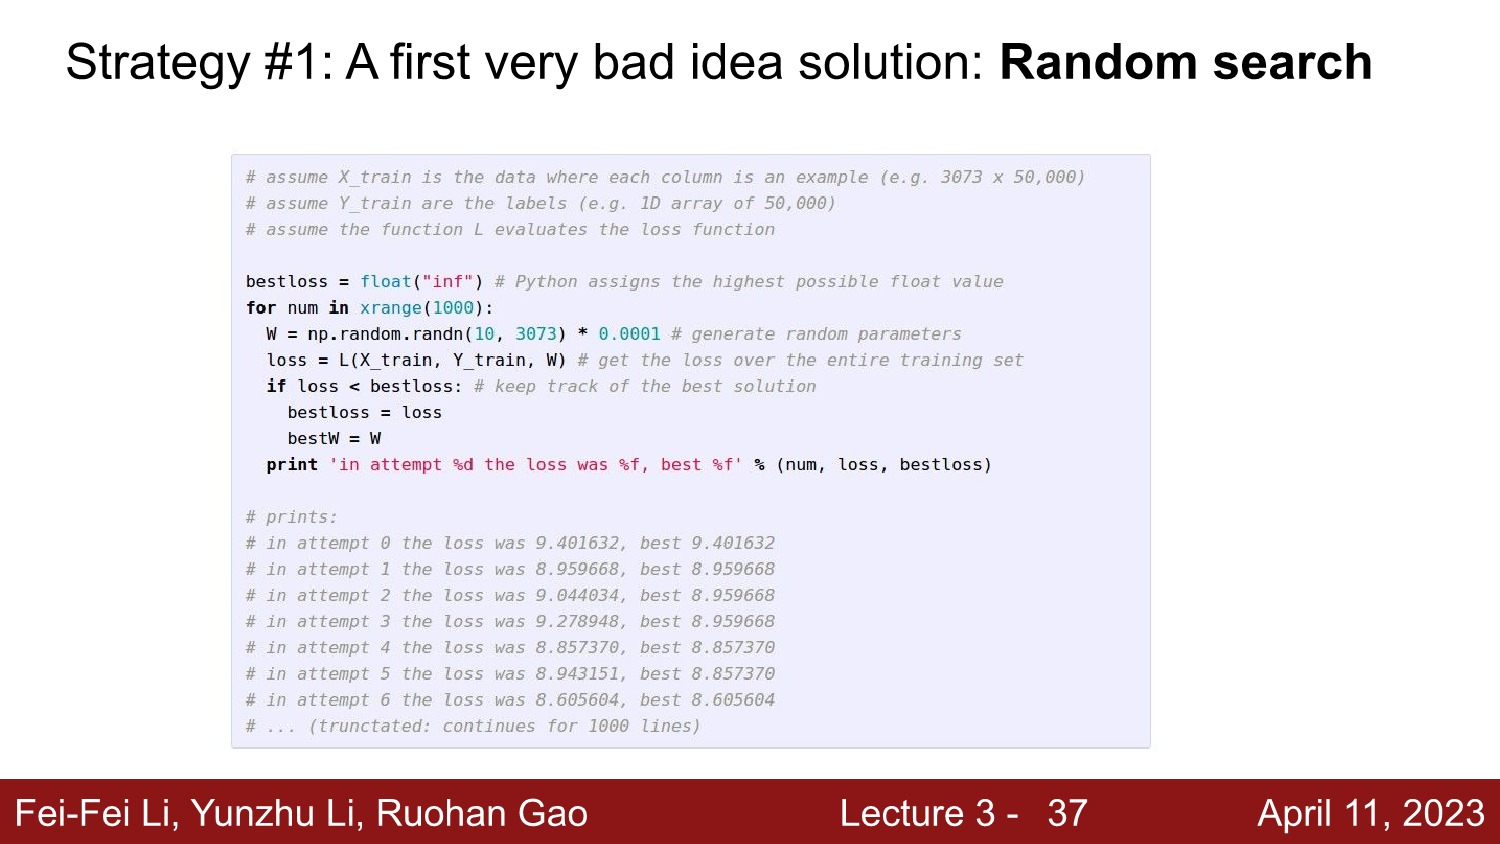 Strategy #1: A first very bad idea solution: Random search
# assume X_train is the data where each column is an example (e.g. 3073 x 50,000)
# assume Y_train are the labels (e.g. 1D array of 50,000)
# assume the function L evaluates the loss function
bestloss = float("inf") # Python assigns the highest possible float value
for num in xrange(1000):
  W = np.random.randn(10, 3073) * 0.0001 # generate random parameters
  loss = L(X_train, Y_train, W) # get the loss over the entire training set
  if loss < bestloss: # keep track of the best solution
    bestloss = loss
    bestW = W
  print 'in attempt %d the loss was %f, best %f' % (num, loss, bestloss)
# prints:
# in attempt 0 the loss was 9.401632, best 9.401632
# in attempt 1 the loss was 8.959668, best 8.959668
# in attempt 2 the loss was 9.044034, best 8.959668
# in attempt 3 the loss was 9.278948, best 8.959668
# in attempt 4 the loss was 8.857370, best 8.857370
# in attempt 5 the loss was 8.943151, best 8.857370
# in attempt 6 the loss was 8.605604, best 8.605604
# ... (trunctated: continues for 1000 lines)
Fei-Fei Li, Yunzhu Li, Ruohan Gao Lecture 3 - 37 April 11, 2023